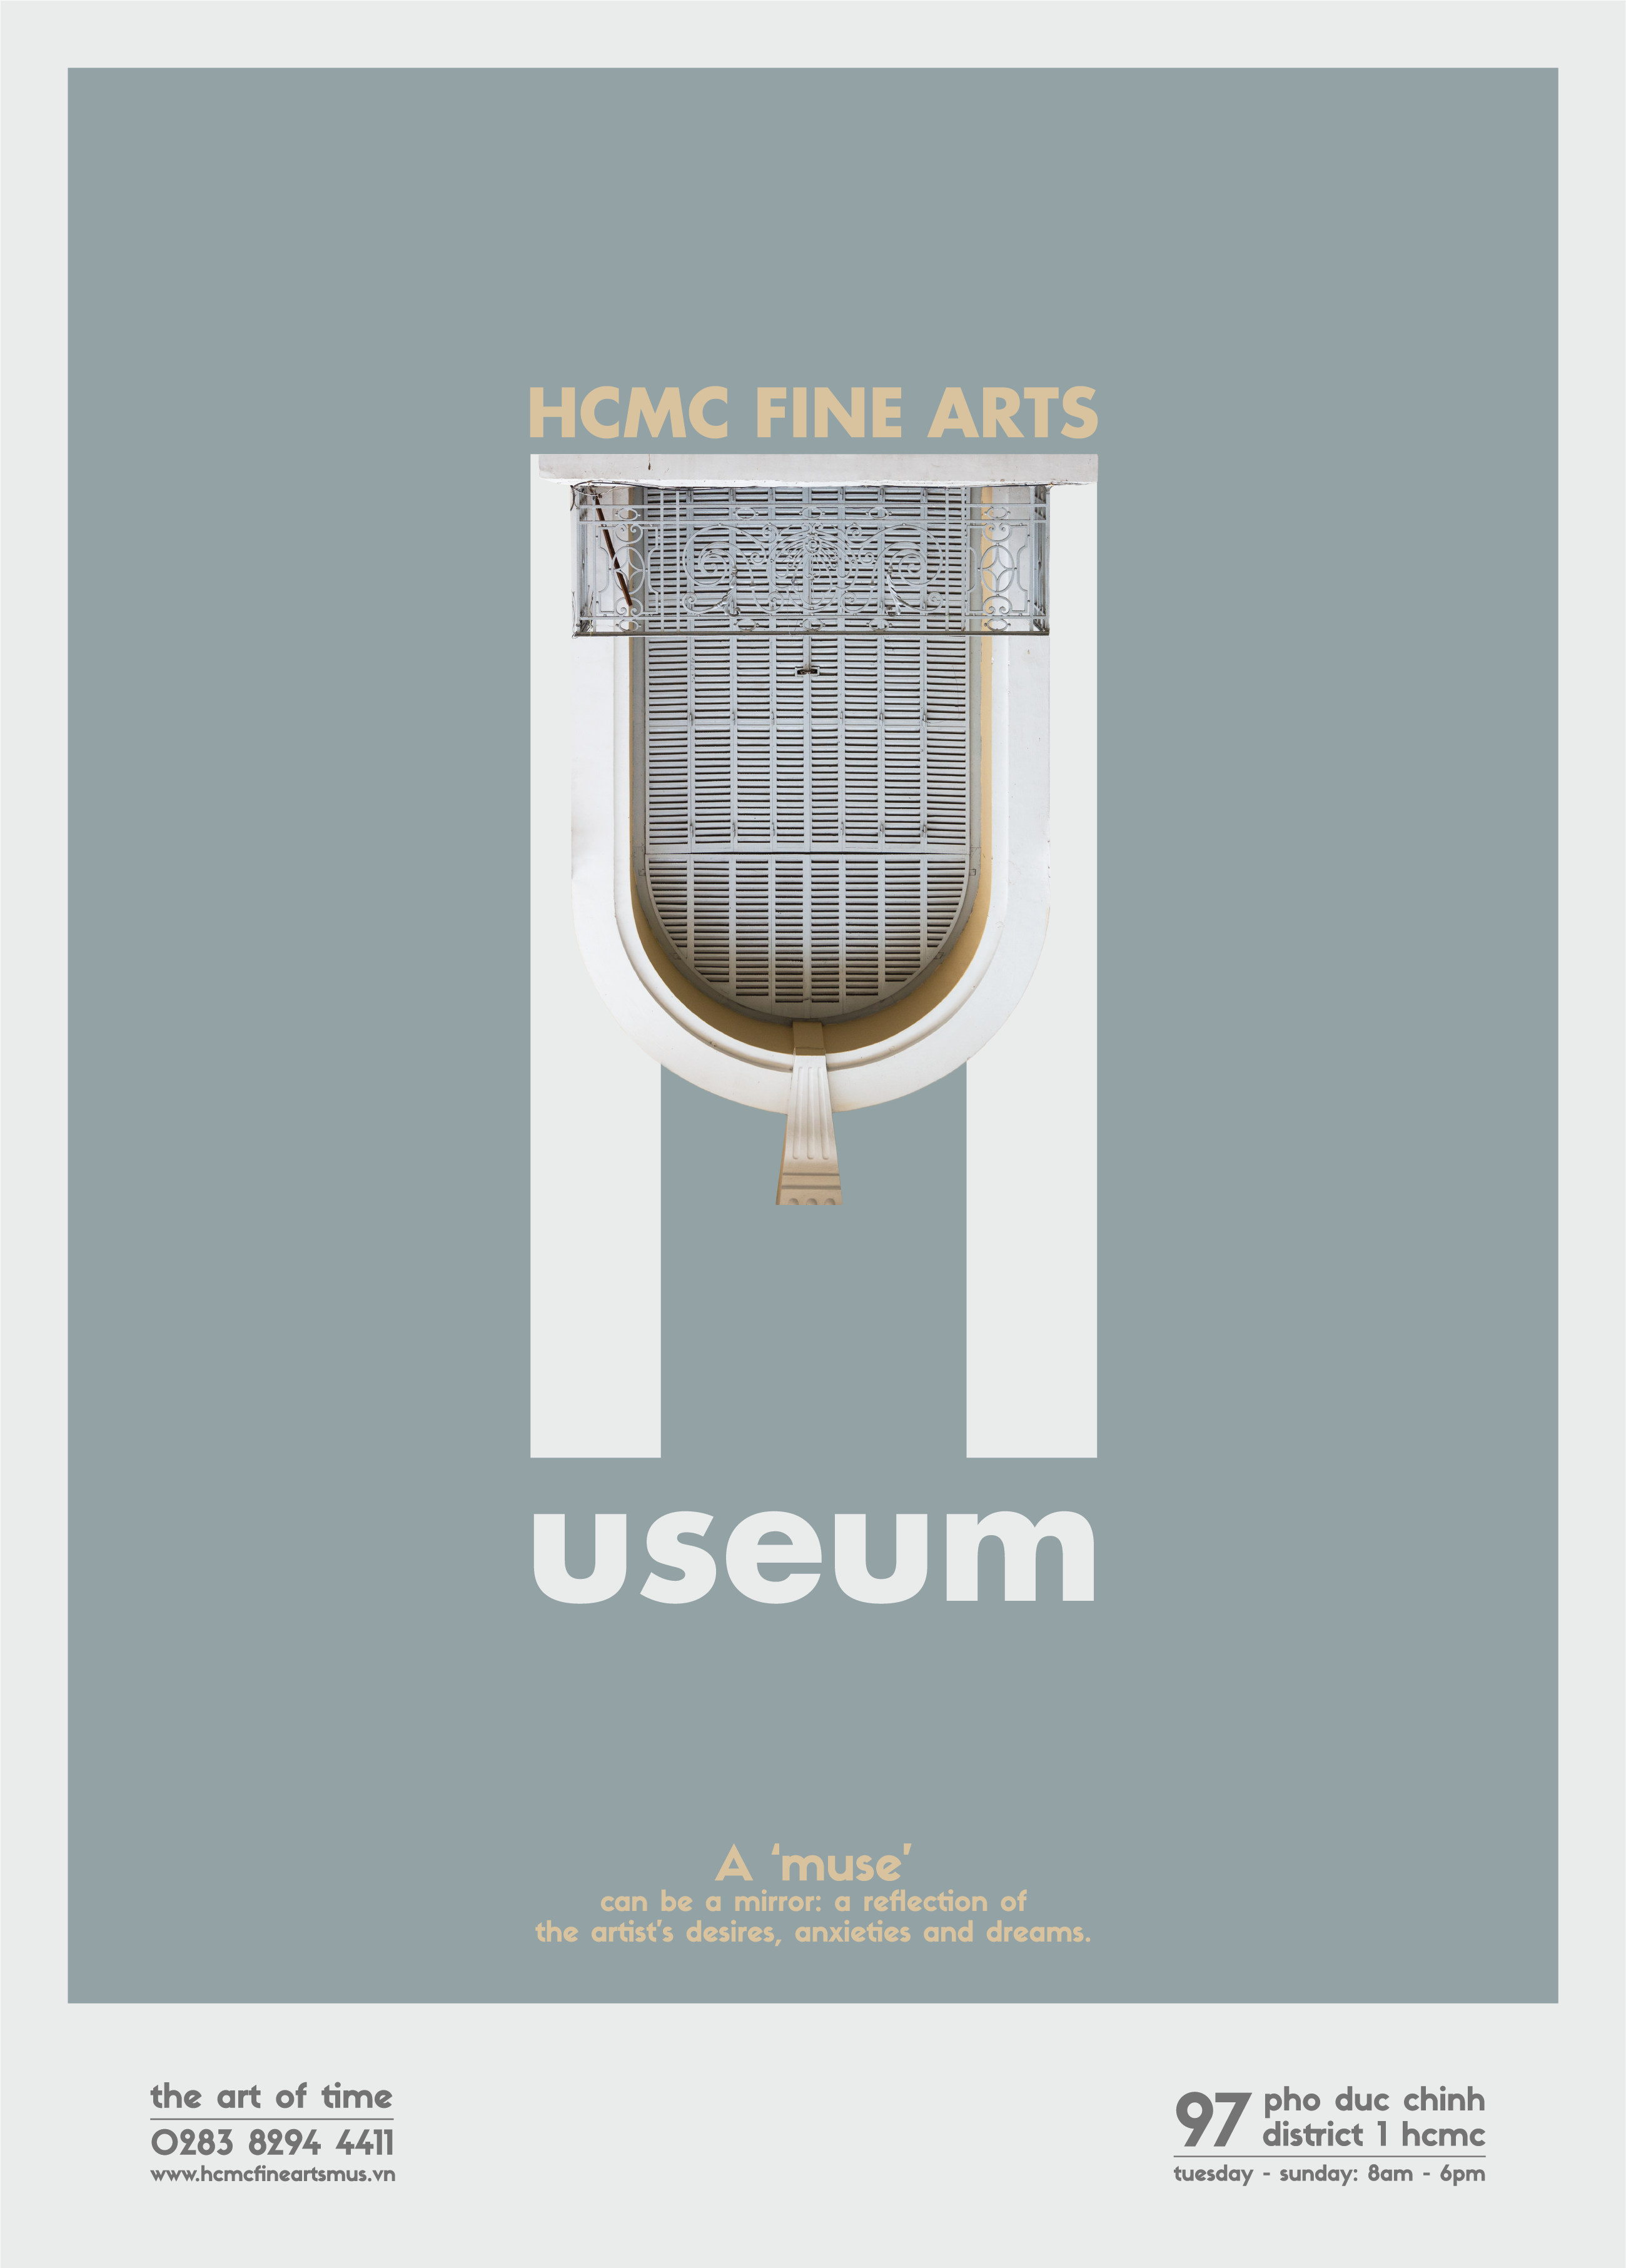 HCMC FINE ARTS
M
useum
A ‘muse’
can be a mirror: a reflection of
the artist's desires, anxieties and dreams.
the art of time
0283 8294 4411
www.hcmcfineartsmus.vn
97 pho duc chinh
district 1 hcmc
tuesday - sunday: 8am - 6pm